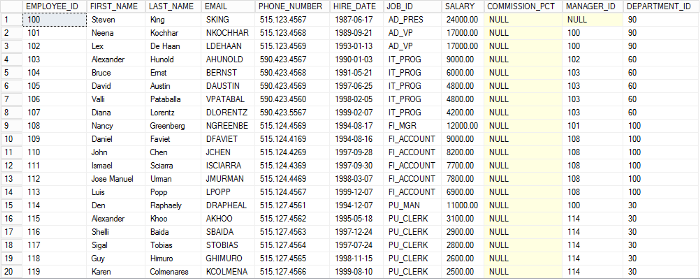 EMPLOYEE_ID FIRST_NAME LAST_NAME EMAIL PHONE_NUMBER HIRE_DATE JOB_ID SALARY COMMISSION_PCT MANAGER_ID DEPARTMENT_ID
1 100 Steven King SKING 515.123.4567 1987-06-17 AD_PRES 24000.00 NULL NULL 90
2 101 Neena Kochhar NKOCHHAR 515.123.4568 1989-09-21 AD_VP 17000.00 NULL 100 90
3 102 Lex De Haan LDEHAAN 515.123.4569 1993-01-13 AD_VP 17000.00 NULL 100 90
4 103 Alexander Hunold AHUNOLD 590.423.4567 1990-01-03 IT_PROG 9000.00 NULL 102 60
5 104 Bruce Ernst BERNST 590.423.4568 1991-05-21 IT_PROG 6000.00 NULL 103 60
6 105 David Austin DAUSTIN 590.423.4569 1997-06-25 IT_PROG 4800.00 NULL 103 60
7 106 Valli Pataballa VPATABAL 590.423.4560 1998-02-05 IT_PROG 4800.00 NULL 103 60
8 107 Diana Lorentz DLORENTZ 590.423.5567 1999-02-07 IT_PROG 4200.00 NULL 103 60
9 108 Nancy Greenberg NGREENBE 515.124.4569 1994-08-17 FI_MGR 12000.00 NULL 101 100
10 109 Daniel Faviet DFAVIET 515.124.4169 1994-08-16 FI_ACCOUNT 9000.00 NULL 108 100
11 110 John Chen JCHEN 515.124.4269 1997-09-28 FI_ACCOUNT 8200.00 NULL 108 100
12 111 Ismael Sciarra ISCIARRA 515.124.4369 1997-09-30 FI_ACCOUNT 7700.00 NULL 108 100
13 112 Jose Manuel Urman JMURMAN 515.124.4469 1998-03-07 FI_ACCOUNT 7800.00 NULL 108 100
14 113 Luis Popp LPOPP 515.124.4567 1999-12-07 FI_ACCOUNT 6900.00 NULL 108 100
15 114 Den Raphaely DRAPHEAL 515.127.4561 1994-12-07 PU_MAN 11000.00 NULL 100 30
16 115 Alexander Khoo AKHOO 515.127.4562 1995-05-18 PU_CLERK 3100.00 NULL 114 30
17 116 Shelli Baida SBAIDA 515.127.4563 1997-12-24 PU_CLERK 2900.00 NULL 114 30
18 117 Sigal Tobias STOBIAS 515.127.4564 1997-07-24 PU_CLERK 2800.00 NULL 114 30
19 118 Guy Himuro GHIMURO 515.127.4565 1998-11-15 PU_CLERK 2600.00 NULL 114 30
20 119 Karen Colmenares KCOLMENA 515.127.4566 1999-08-10 PU_CLERK 2500.00 NULL 114 30